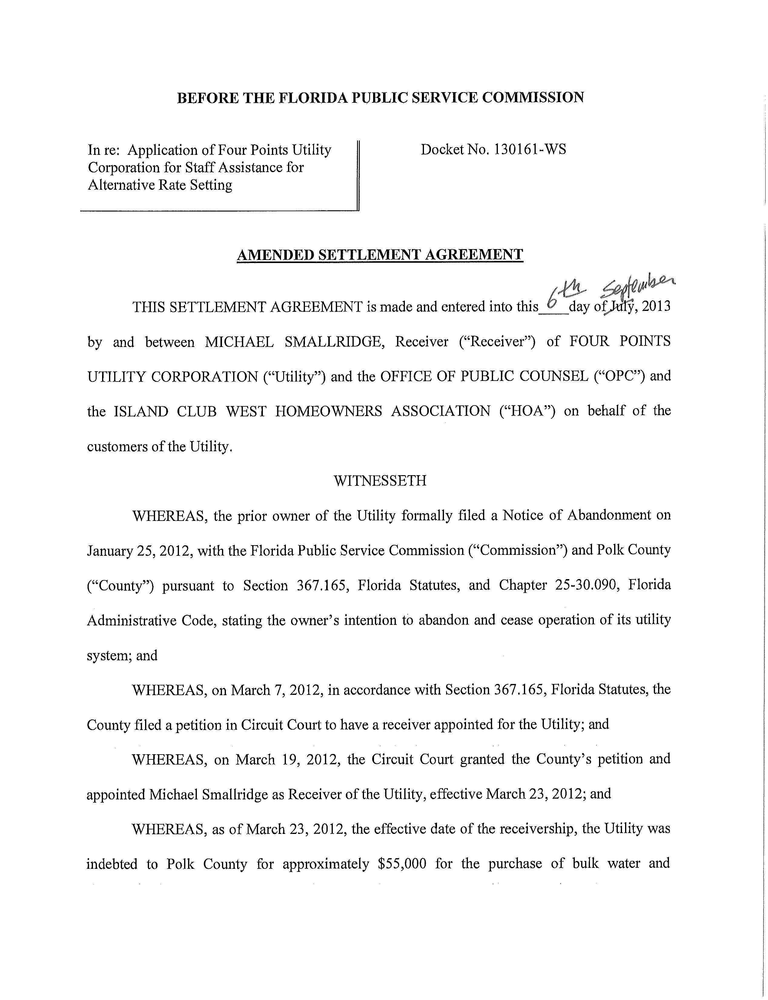 BEFORE THE FLORIDA PUBLIC SERVICE COMMISSION
In re: Application of Four Points Utility
Corporation for Staff Assistance for
Alternative Rate Setting
Docket No. 130161-WS
AMENDED SETTLEMENT AGREEMENT
6th September
THIS SETTLEMENT AGREEMENT is made and entered into this ____ day of July, 2013
by and between MICHAEL SMALLRIDGE, Receiver (“Receiver”) of FOUR POINTS
UTILITY CORPORATION (“Utility”) and the OFFICE OF PUBLIC COUNSEL (“OPC”) and
the ISLAND CLUB WEST HOMEOWNERS ASSOCIATION (“HOA”) on behalf of the
customers of the Utility.
WITNESSETH
WHEREAS, the prior owner of the Utility formally filed a Notice of Abandonment on
January 25, 2012, with the Florida Public Service Commission (“Commission”) and Polk County
(“County”) pursuant to Section 367.165, Florida Statutes, and Chapter 25-30.090, Florida
Administrative Code, stating the owner’s intention to abandon and cease operation of its utility
system; and
WHEREAS, on March 7, 2012, in accordance with Section 367.165, Florida Statutes, the
County filed a petition in Circuit Court to have a receiver appointed for the Utility; and
WHEREAS, on March 19, 2012, the Circuit Court granted the County’s petition and
appointed Michael Smallridge as Receiver of the Utility, effective March 23, 2012; and
WHEREAS, as of March 23, 2012, the effective date of the receivership, the Utility was
indebted to Polk County for approximately $55,000 for the purchase of bulk water and